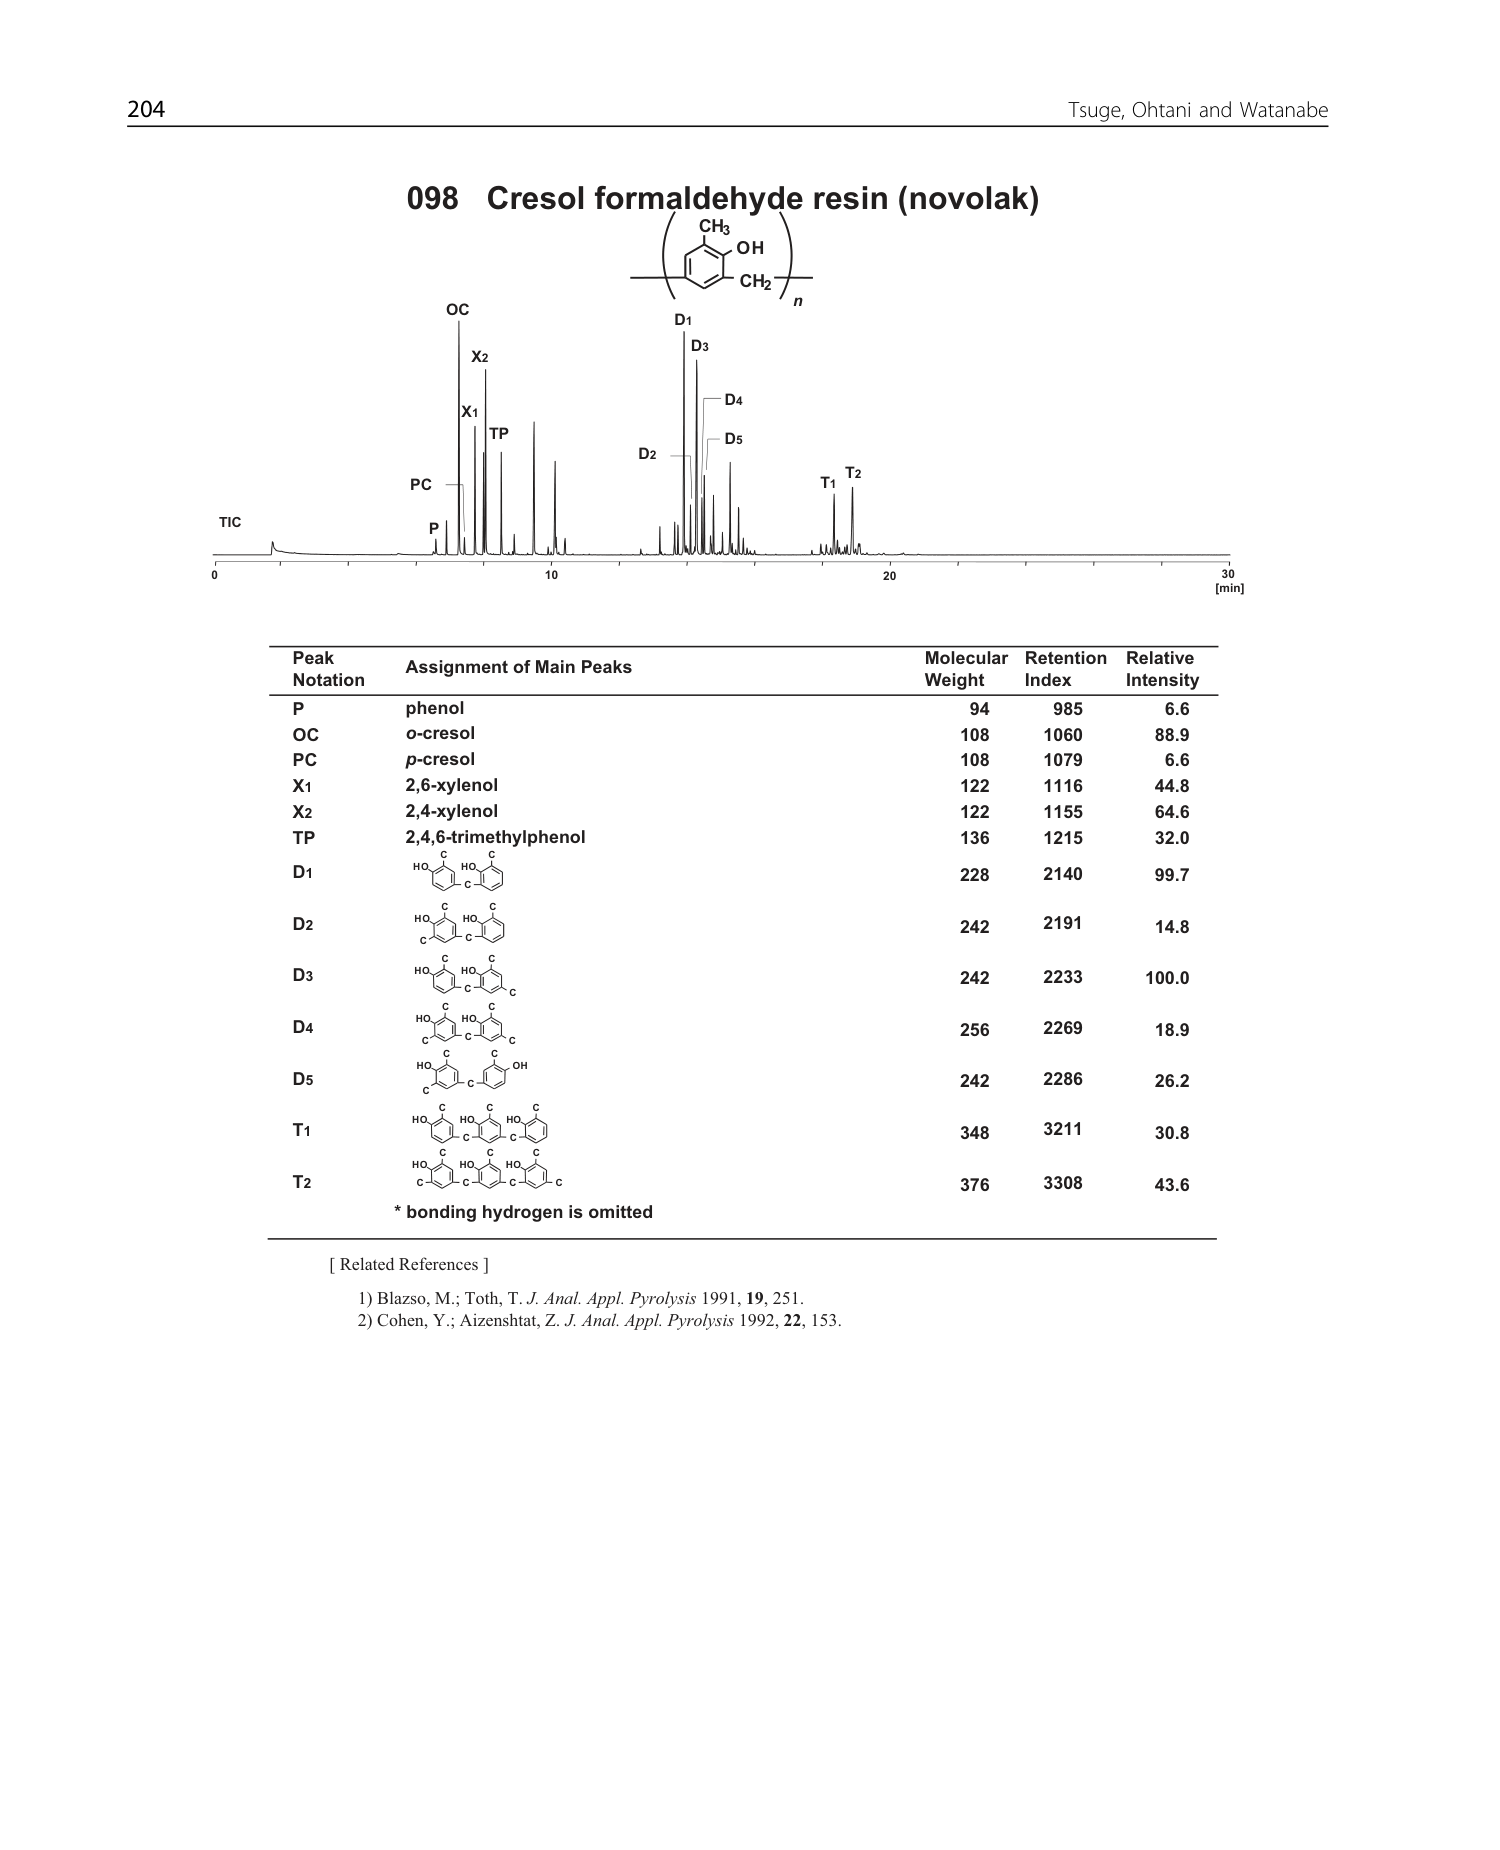 204 Tsuge, Ohtani and Watanabe
098 Cresol formaldehyde resin (novolak)
CH3
OH
CH2
n
OC
D1
D3
X2
D4
X1
TP
D5
D2
T2
PC
T1
TIC
P
0 10 20 30
[min]
Peak Notation Assignment of Main Peaks Molecular Weight Retention Index Relative Intensity
P phenol 94 985 6.6
OC o-cresol 108 1060 88.9
PC p-cresol 108 1079 6.6
X1 2,6-xylenol 122 1116 44.8
X2 2,4-xylenol 122 1155 64.6
TP 2,4,6-trimethylphenol 136 1215 32.0
C C
HO HO
D1 C 228 2140 99.7
C C
HO HO
D2 C C 242 2191 14.8
C C
HO HO
D3 C C 242 2233 100.0
C C
HO HO
D4 C C C 256 2269 18.9
C C
HO OH
D5 C C 242 2286 26.2
C C C
HO HO HO
T1 C C 348 3211 30.8
C C C
HO HO HO
T2 C C C C 376 3308 43.6
* bonding hydrogen is omitted
[ Related References ]
1) Blazso, M.; Toth, T. J. Anal. Appl. Pyrolysis 1991, 19, 251.
2) Cohen, Y.; Aizenshtat, Z. J. Anal. Appl. Pyrolysis 1992, 22, 153.